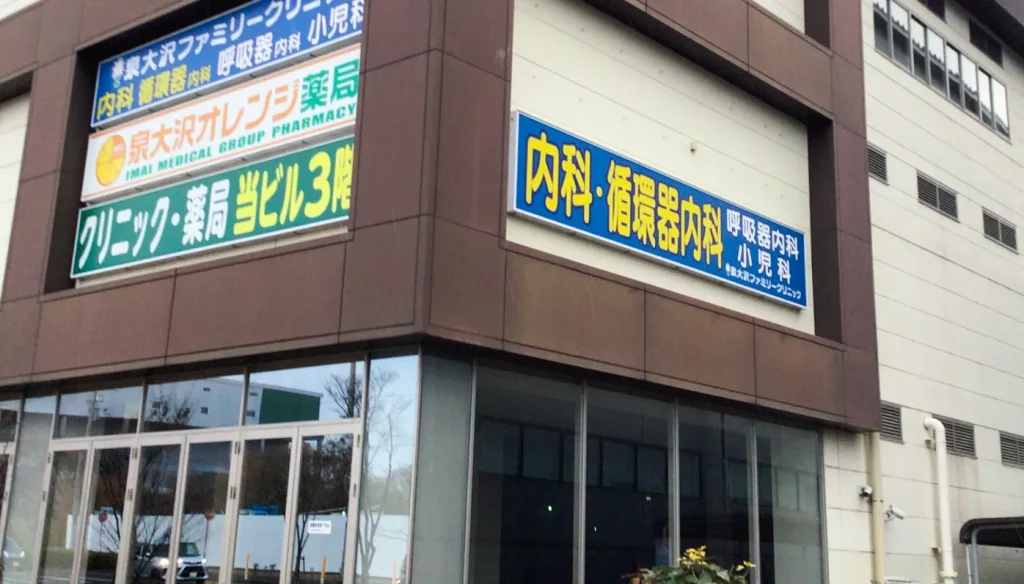 泉大沢ファミリークリニ
内科 循環器内科 呼吸器内科 小児科
泉大沢オレンジ薬局
IMAI MEDICAL GROUP PHARMACY
クリニック・薬局 当ビル3階
内科・循環器内科
呼吸器内科
小児科
泉大沢ファミリークリニック